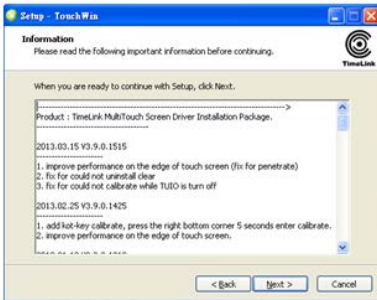 Setup - TouchWin
Information
Please read the following important information before continuing.
TimeLink
When you are ready to continue with Setup, click Next.
---------------------------------------------------------------->
Product : TimeLink MultiTouch Screen Driver Installation Package.
----------------------------
2013.03.15 V3.9.0.1515
----------------------
1. improve performance on the edge of touch screen (fix for penetrate)
2. fix for could not uninstall clear
3. fix for could not calibrate while TUIO is turn off
2013.02.25 V3.9.0.1425
----------------------
1. add kot-key calibrate, press the right bottom corner 5 seconds enter calibrate.
2. improve performance on the edge of touch screen.
< Back
Next >
Cancel